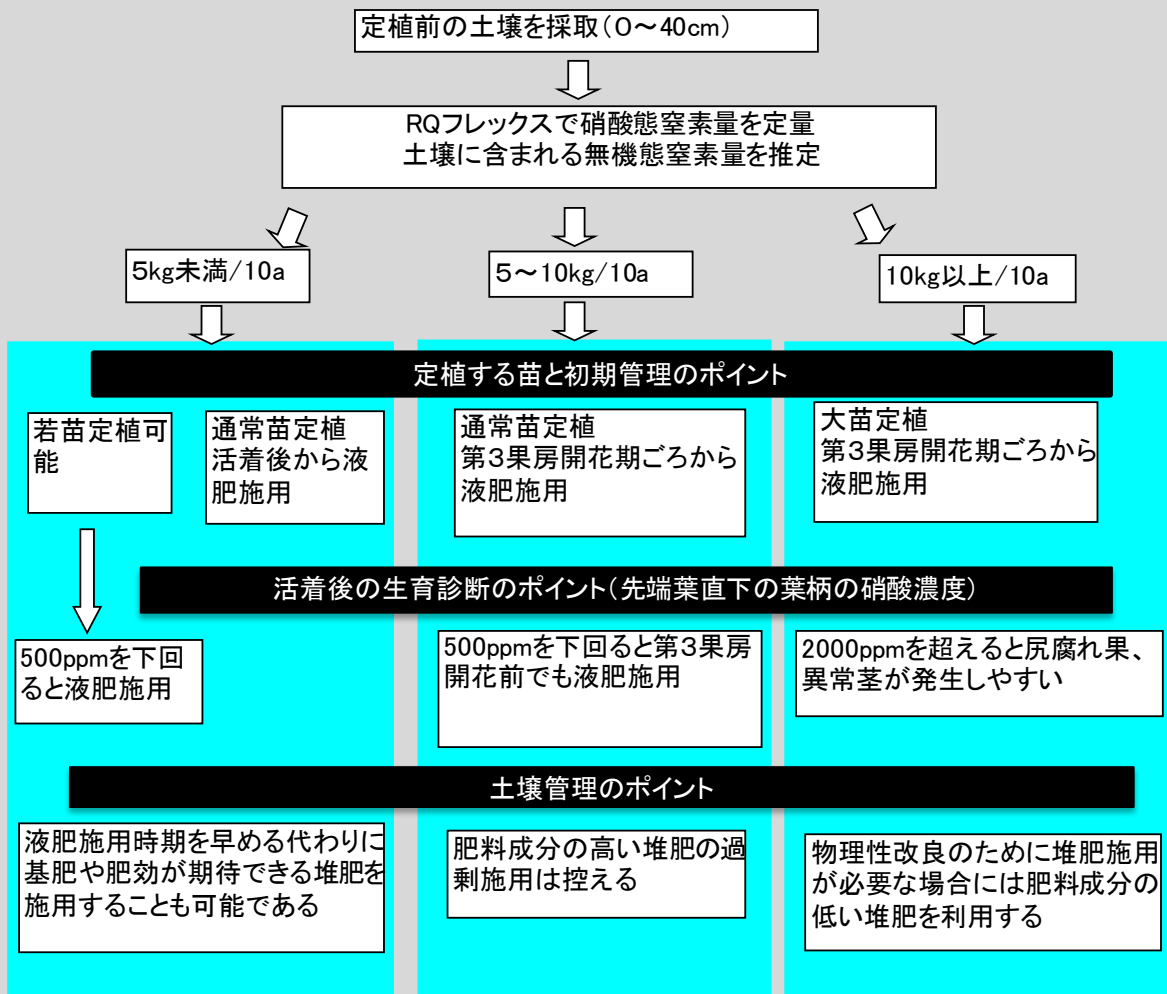 定植前の土壌を採取(0~40cm)
RQフレックスで硝酸態窒素量を定量
土壌に含まれる無機態窒素量を推定
5kg未満/10a
5~10kg/10a
10kg以上/10a
定植する苗と初期管理のポイント
若苗定植可
能
通常苗定植
活着後から液
肥施用
通常苗定植
第3果房開花期ごろから
液肥施用
大苗定植
第3果房開花期ごろから
液肥施用
活着後の生育診断のポイント(先端葉直下の葉柄の硝酸濃度)
500ppmを下回
ると液肥施用
500ppmを下回ると第3果房
開花前でも液肥施用
2000ppmを超えると尻腐れ果、
異常茎が発生しやすい
土壌管理のポイント
液肥施用時期を早める代わりに
基肥や肥効が期待できる堆肥を
施用することも可能である
肥料成分の高い堆肥の過
剰施用は控える
物理性改良のために堆肥施用
が必要な場合には肥料成分の
低い堆肥を利用する